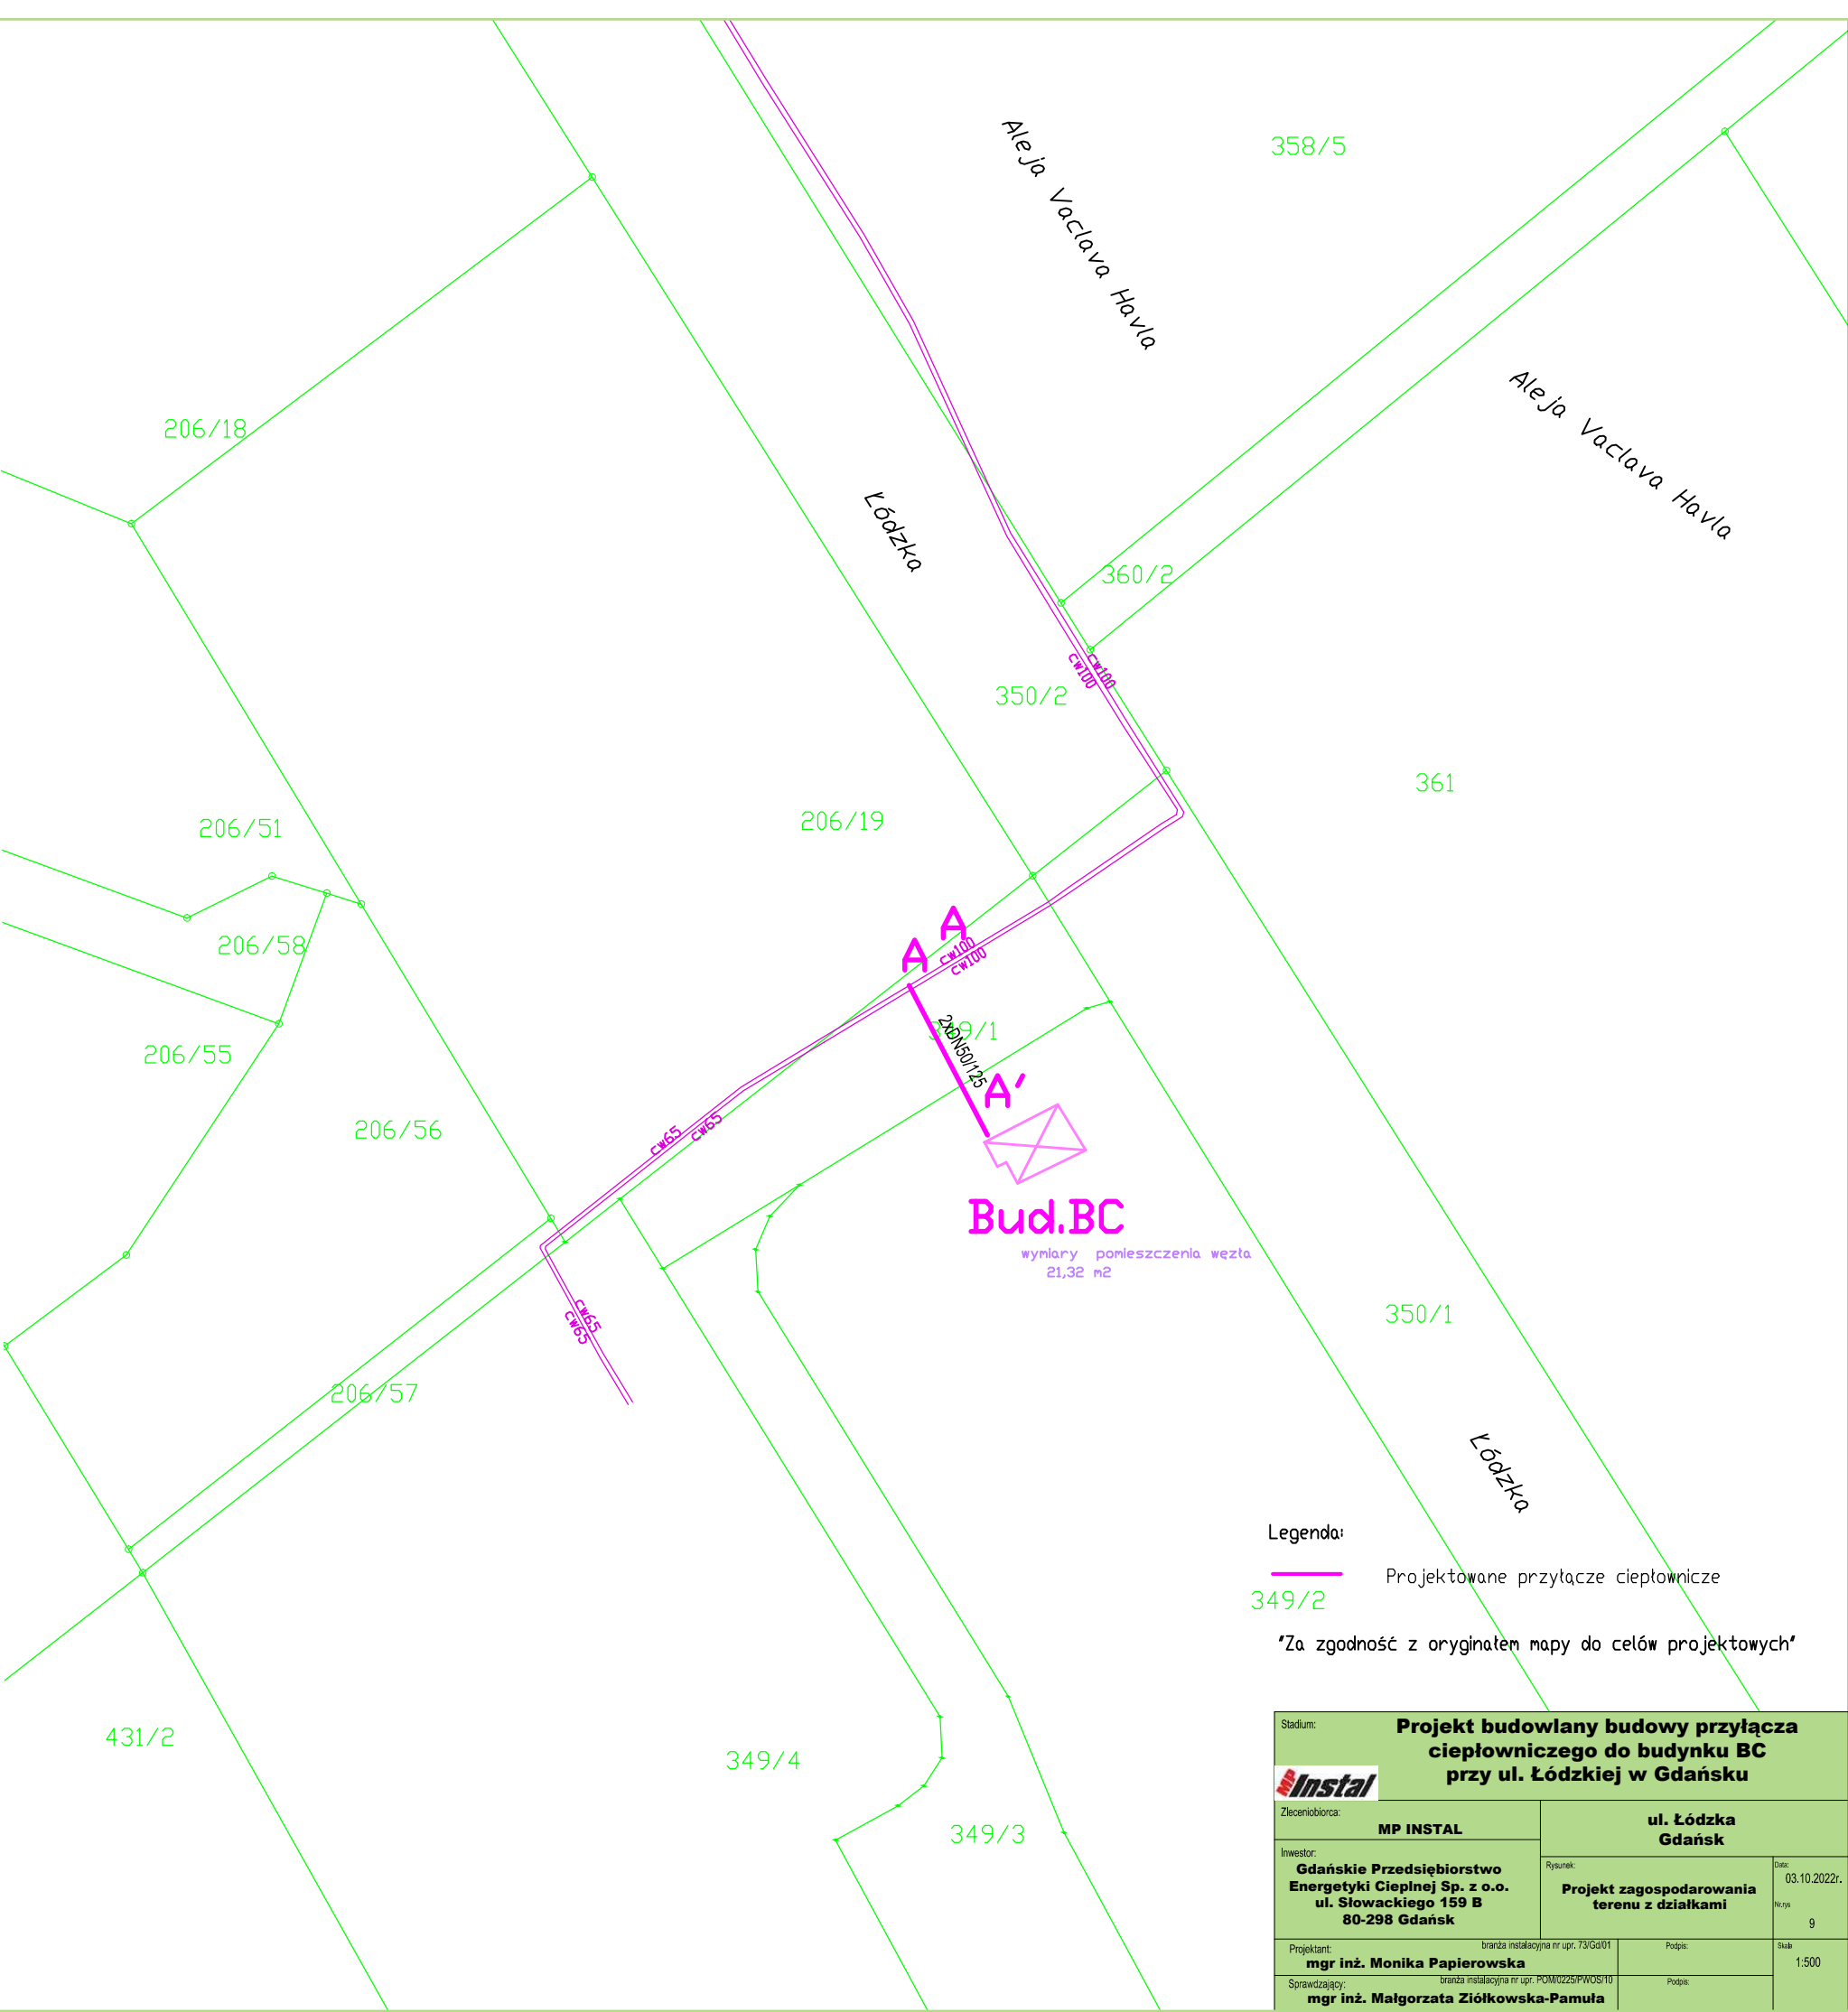 358/5
Aleja Vaclava Havla
Aleja Vaclava Havla
206/18
Łódzka
360/2
cw100
cw100
350/2
361
206/19
206/51
A
A
206/58
cw100
cw100
349/1
2xDN50/125
206/55
A'
206/56
cw65
cw65
Bud.BC
wymiary pomieszczenia węzła
21,32 m2
cw65
cw65
350/1
206/57
Łódzka
Legenda:
Projektowane przyłącze ciepłownicze
349/2
"Za zgodność z oryginałem mapy do celów projektowych"
431/2
349/4
349/3
Stadium:
Projekt budowlany budowy przyłącza
ciepłowniczego do budynku BC
przy ul. Łódzkiej w Gdańsku
MP Instal
Zleceniobiorca:
MP INSTAL
ul. Łódzka
Gdańsk
Inwestor:
Gdańskie Przedsiębiorstwo
Energetyki Cieplnej Sp. z o.o.
ul. Słowackiego 159 B
80-298 Gdańsk
Rysunek:
Projekt zagospodarowania
terenu z działkami
Data:
03.10.2022r.
Nr.rys
9
Projektant:
branża instalacyjna nr upr. 73/Gd/01
mgr inż. Monika Papierowska
Podpis:
Skala
1:500
Sprawdzający:
branża instalacyjna nr upr. POM/0225/PWOS/10
mgr inż. Małgorzata Ziółkowska-Pamuła
Podpis: